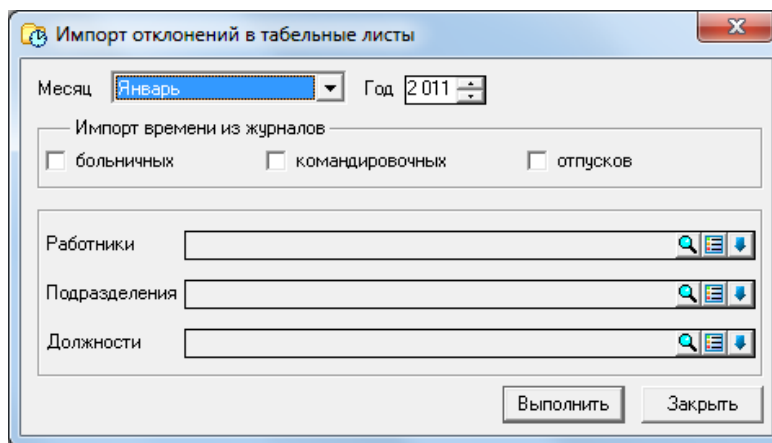 Импорт отклонений в табельные листы
Месяц Январь Год 2 011
Импорт времени из журналов
больничных командировочных отпусков
Работники
Подразделения
Должности
Выполнить Закрыть